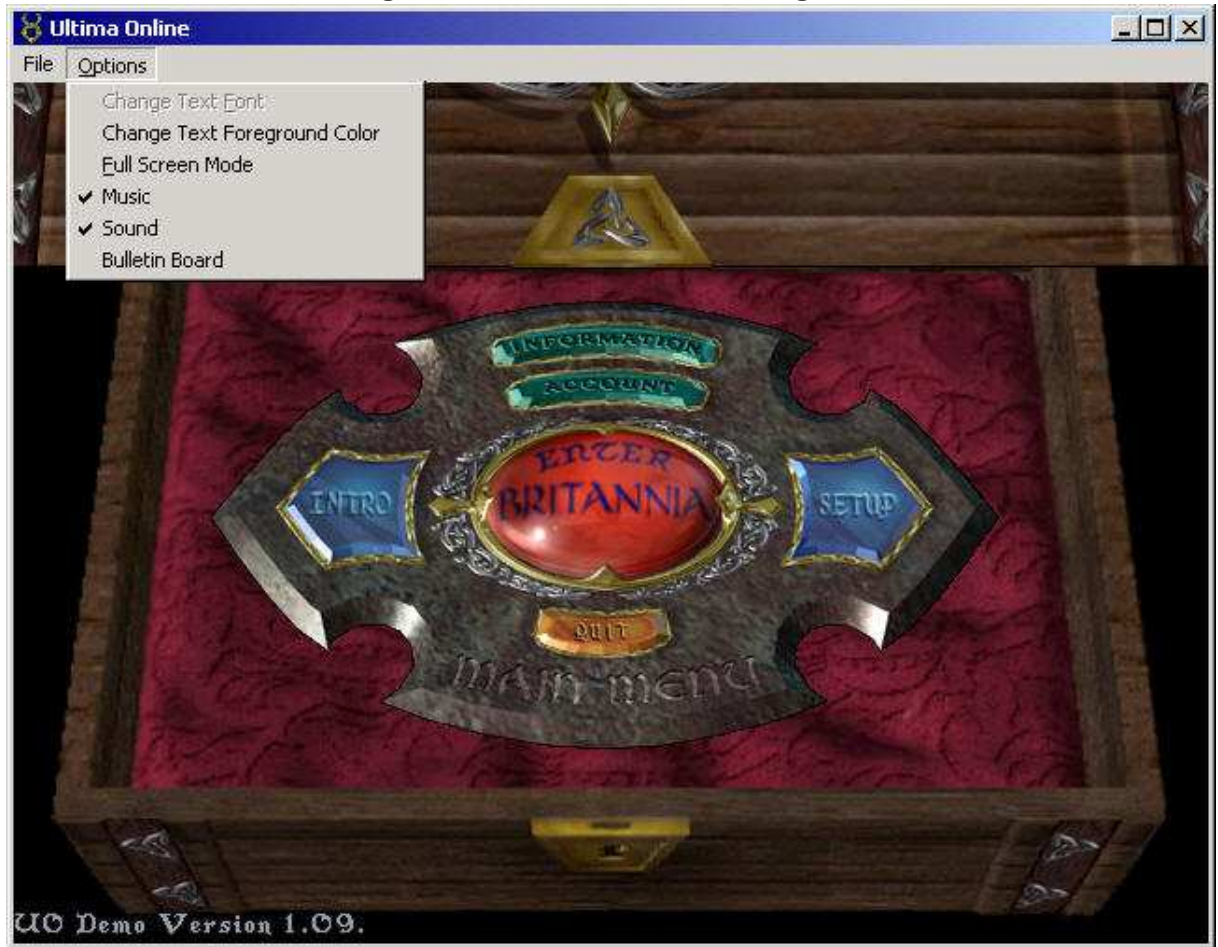 Ultima Online
File Options
Change Text Font
Change Text Foreground Color
Full Screen Mode
Music
Sound
Bulletin Board
INFORMATION
ACCOUNT
INTRO
ENTER
BRITANNIA
SETUP
QUIT
MAIN MENU
UO Demo Version 1.09.